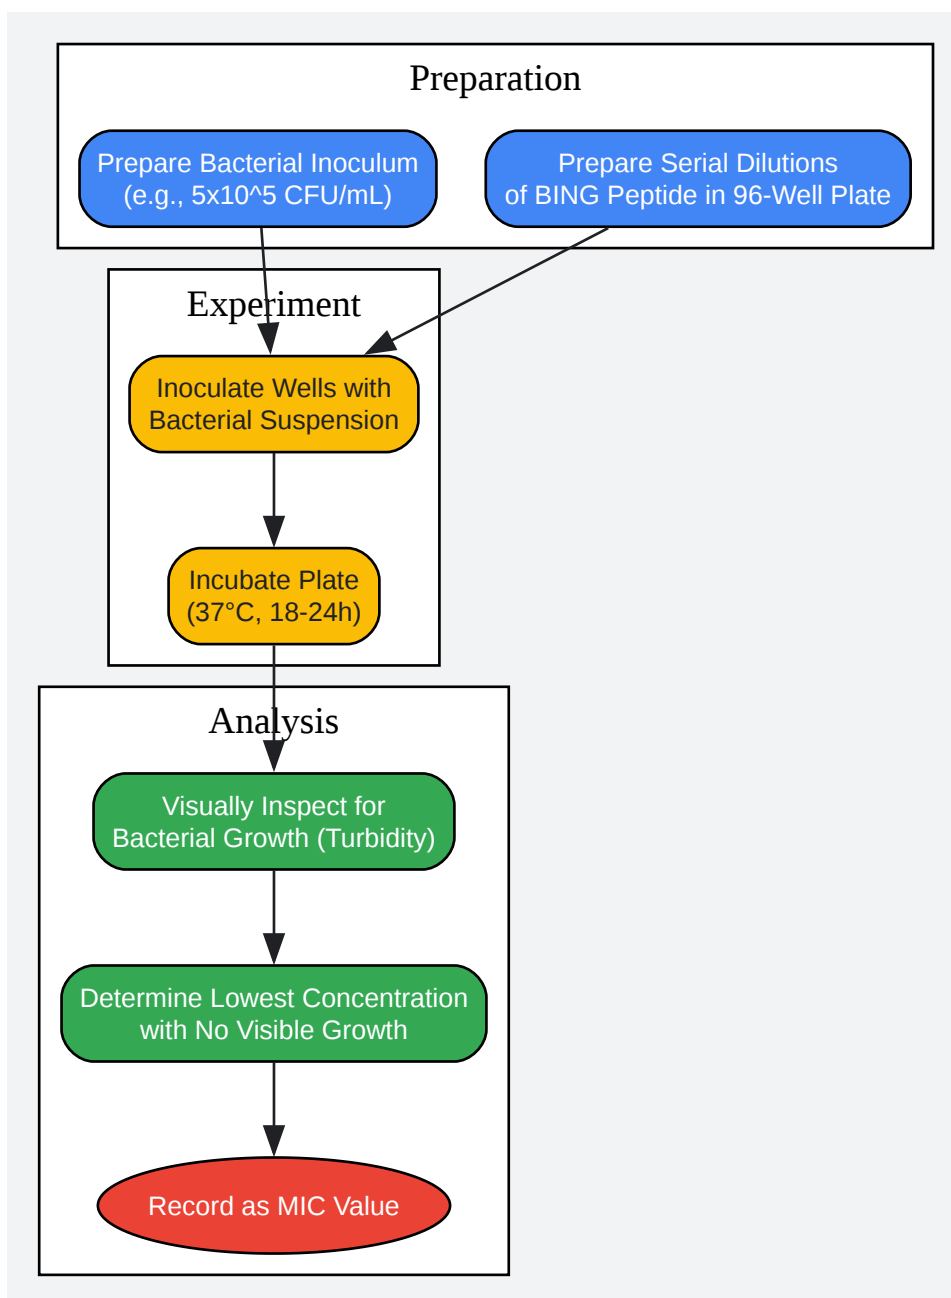 Preparation
Prepare Bacterial Inoculum
(e.g., 5x10^5 CFU/mL)
Prepare Serial Dilutions
of BING Peptide in 96-Well Plate
Experiment
Inoculate Wells with
Bacterial Suspension
Incubate Plate
(37°C, 18-24h)
Analysis
Visually Inspect for
Bacterial Growth (Turbidity)
Determine Lowest Concentration
with No Visible Growth
Record as MIC Value